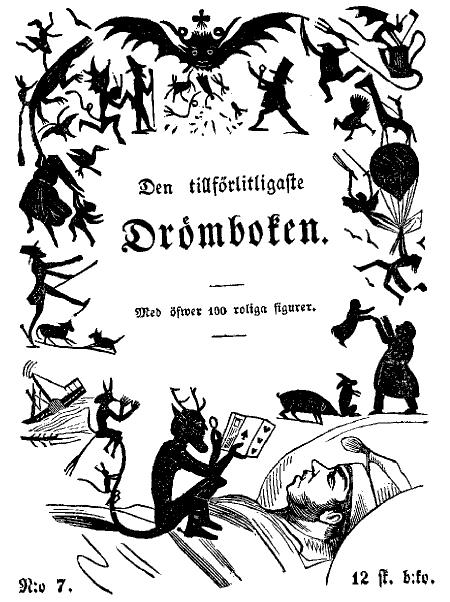 Den tillförlitligaste
Drömboken.
Med öfwer 100 roliga figurer.
N:o 7.
12 sk. b:ko.